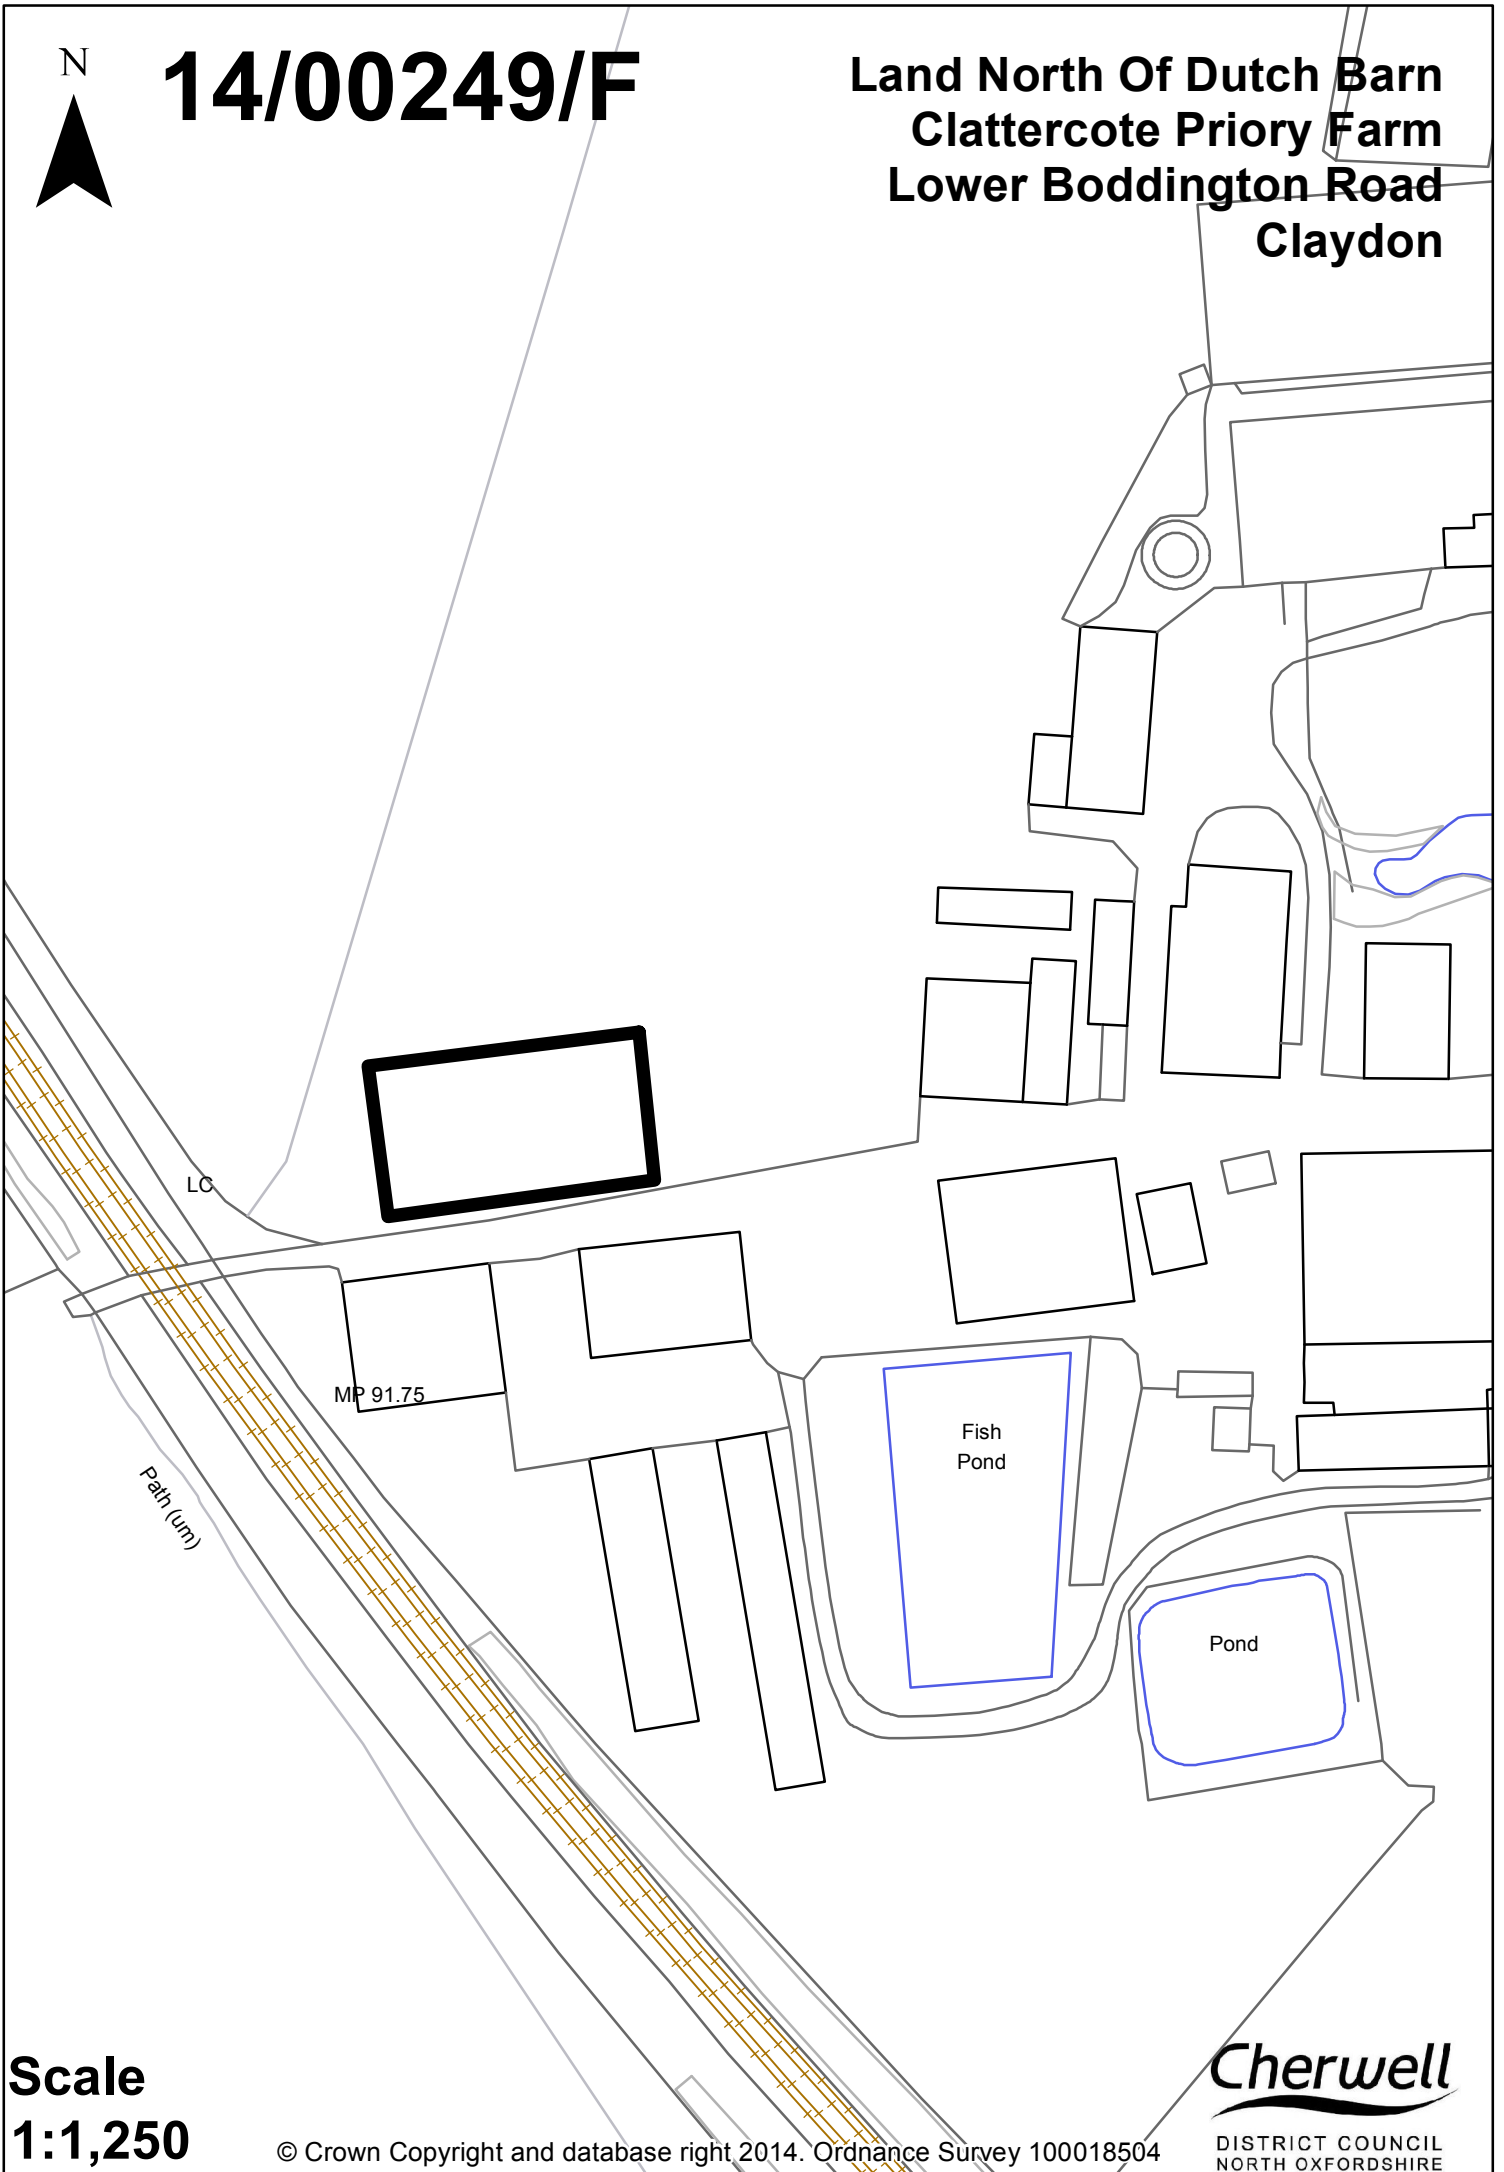 N
14/00249/F
Land North Of Dutch Barn
Clattercote Priory Farm
Lower Boddington Road
Claydon
LC
MP 91.75
Path (um)
Fish
Pond
Pond
Scale
1:1,250
© Crown Copyright and database right 2014. Ordnance Survey 100018504
Cherwell
DISTRICT COUNCIL
NORTH OXFORDSHIRE